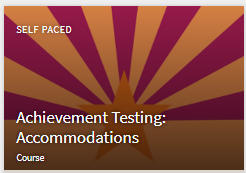 SELF PACED
Achievement Testing:
Accommodations
Course